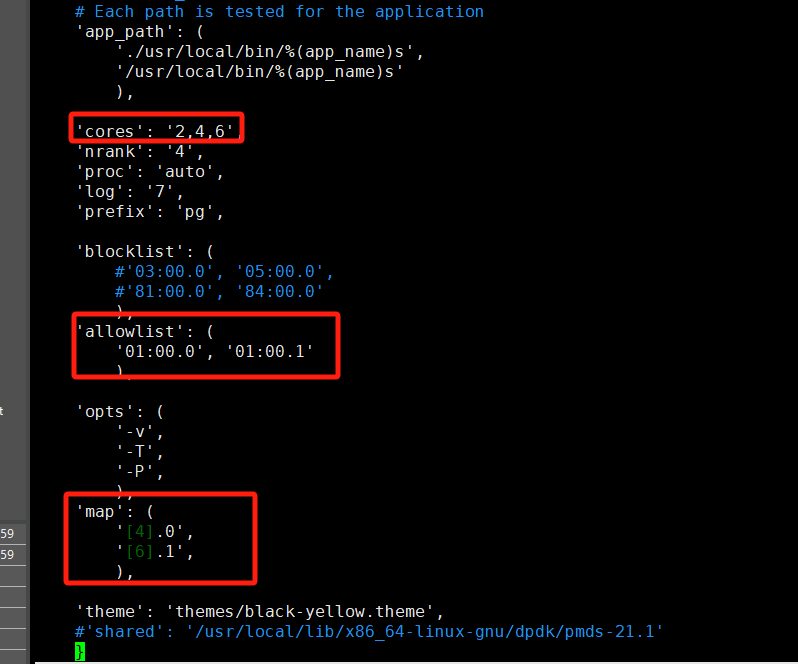 # Each path is tested for the application
'app_path': (
'./usr/local/bin/%(app_name)s',
'/usr/local/bin/%(app_name)s'
),
'cores': '2,4,6',
'nrank': '4',
'proc': 'auto',
'log': '7',
'prefix': 'pg',
'blocklist': (
#'03:00.0', '05:00.0',
#'81:00.0', '84:00.0'
),
'allowlist': (
'01:00.0', '01:00.1'
),
t
'opts': (
'-v',
'-T',
'-P',
),
'map': (
'[4].0',
59
'[6].1',
59
),
'theme': 'themes/black-yellow.theme',
#'shared': '/usr/local/lib/x86_64-linux-gnu/dpdk/pmds-21.1'
}